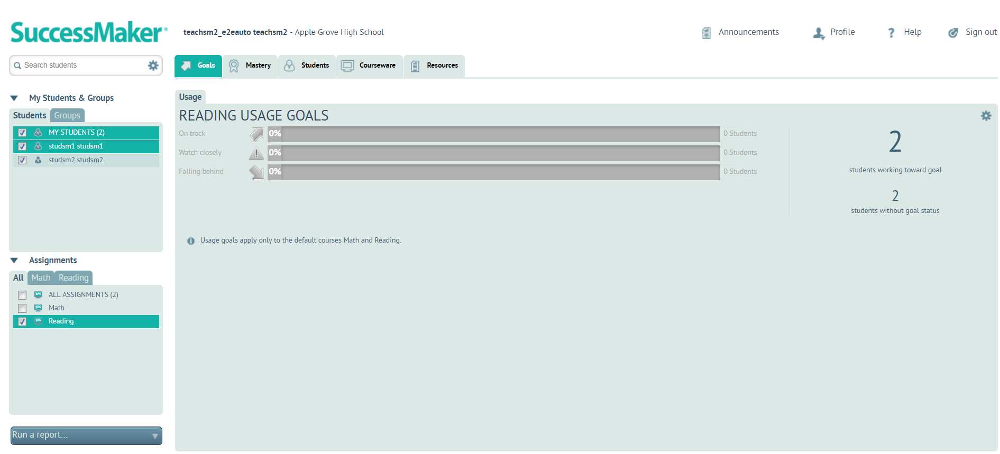 SuccessMaker®
teachsm2_e2eauto teachsm2 - Apple Grove High School
Announcements
Profile
? Help
Sign out
Search students
Goals
Mastery
Students
Courseware
Resources
My Students & Groups
Students
Groups
MY STUDENTS (2)
studsm1 studsm1
studsm2 studsm2
Assignments
All
Math
Reading
ALL ASSIGNMENTS (2)
Math
Reading
Run a report...
Usage
READING USAGE GOALS
On track 0% 0 Students
Watch closely 0% 0 Students
Falling behind 0% 0 Students
2
students working toward goal
2
students without goal status
Usage goals apply only to the default courses Math and Reading.